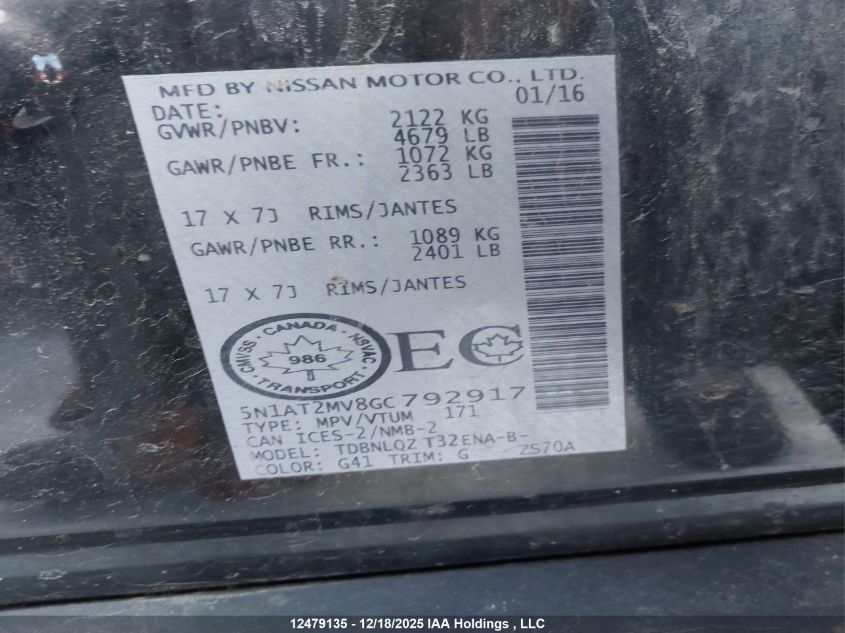 MFD BY NISSAN MOTOR CO., LTD.
DATE: 01/16
GVWR/PNBV: 2122 KG
4679 LB
GAWR/PNBE FR.: 1072 KG
2363 LB
17 X 7J RIMS/JANTES
GAWR/PNBE RR.: 1089 KG
2401 LB
17 X 7J RIMS/JANTES
CMVSS · CANADA · NSVAC · TRANSPORT ·
986
EC
5N1AT2MV8GC792917
TYPE: MPV/VTUM 171
CAN ICES-2/NMB-2
MODEL: TDBNLQZ T32ENA-B-
COLOR: G41 TRIM: G ZS70A
12479135 - 12/18/2025 IAA Holdings , LLC